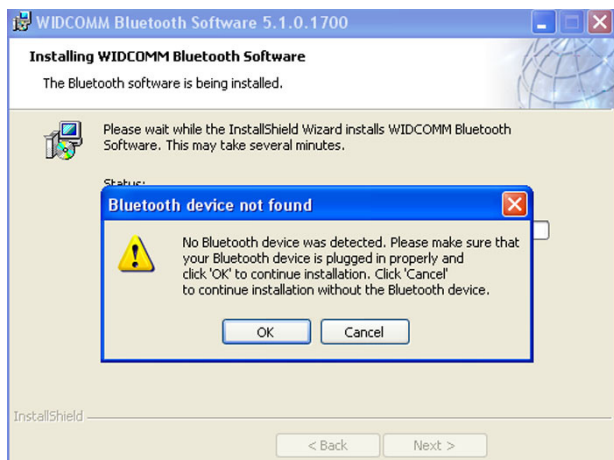 WIDCOMM Bluetooth Software 5.1.0.1700
Installing WIDCOMM Bluetooth Software
The Bluetooth software is being installed.
Please wait while the InstallShield Wizard installs WIDCOMM Bluetooth
Software. This may take several minutes.
Status:
Bluetooth device not found
No Bluetooth device was detected. Please make sure that
your Bluetooth device is plugged in properly and
click 'OK' to continue installation. Click 'Cancel'
to continue installation without the Bluetooth device.
OK Cancel
InstallShield
< Back Next >